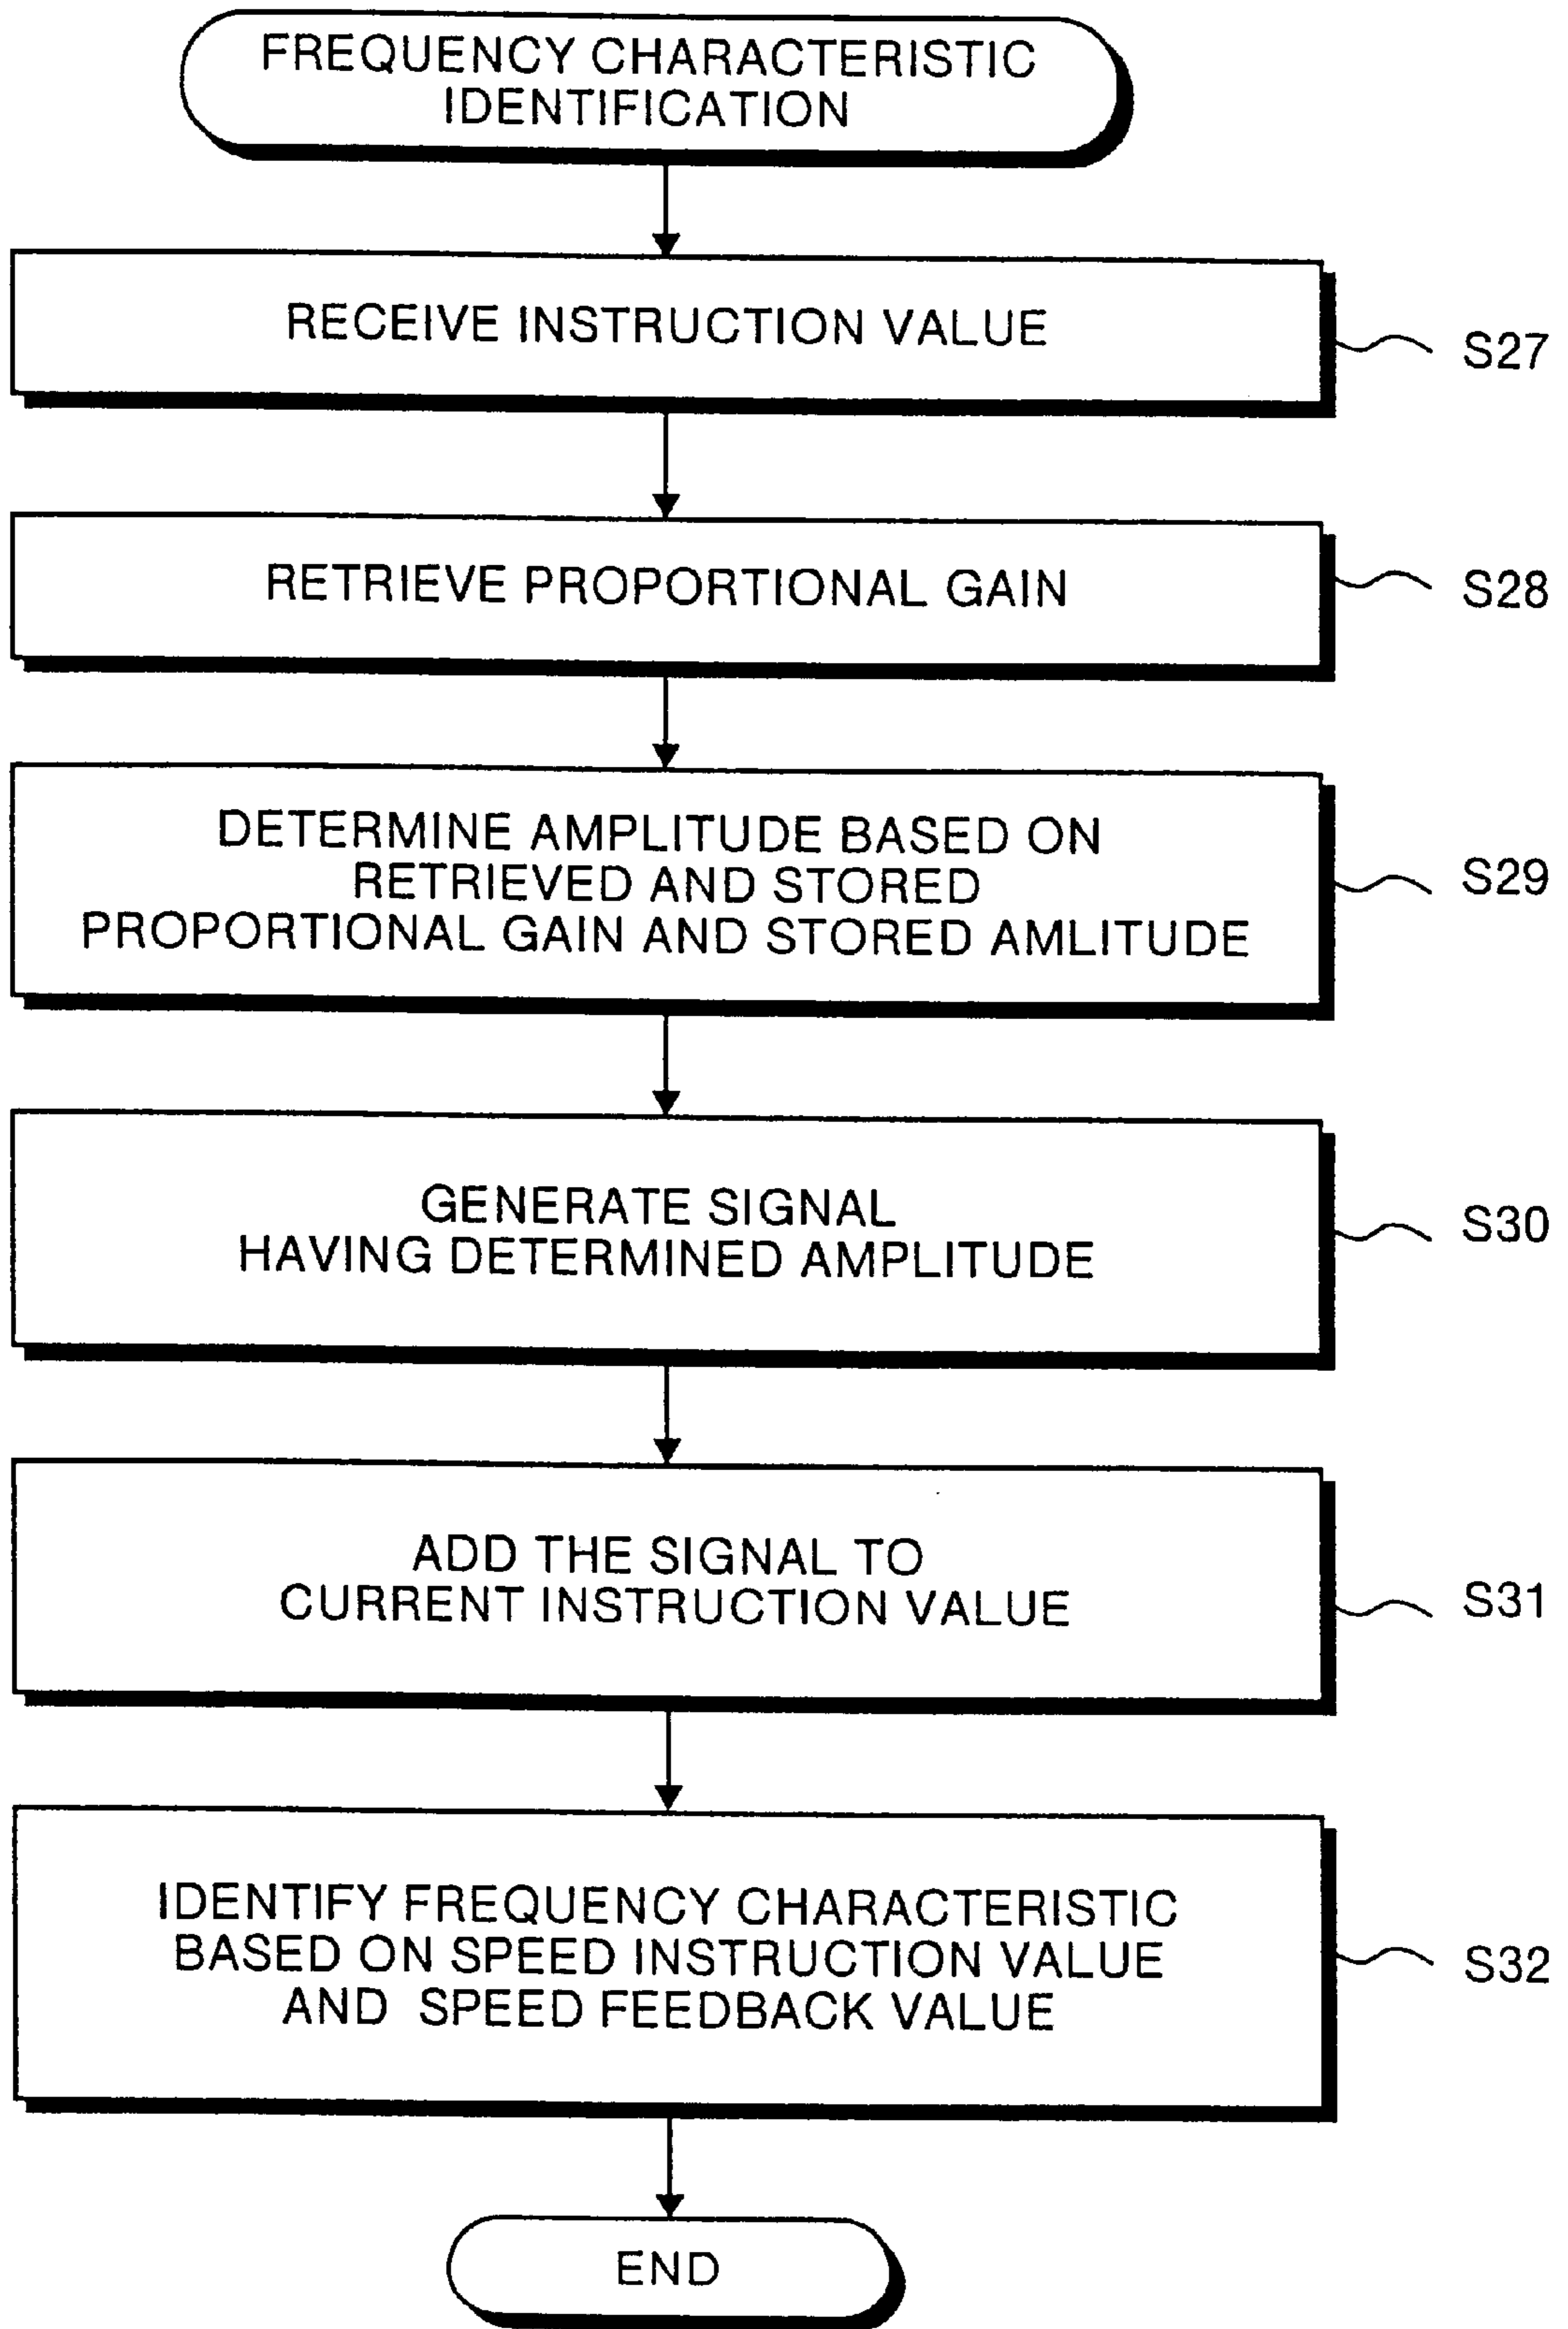 FREQUENCY CHARACTERISTIC
IDENTIFICATION
RECEIVE INSTRUCTION VALUE
S27
RETRIEVE PROPORTIONAL GAIN
S28
DETERMINE AMPLITUDE BASED ON
RETRIEVED AND STORED
PROPORTIONAL GAIN AND STORED AMLITUDE
S29
GENERATE SIGNAL
HAVING DETERMINED AMPLITUDE
S30
ADD THE SIGNAL TO
CURRENT INSTRUCTION VALUE
S31
IDENTIFY FREQUENCY CHARACTERISTIC
BASED ON SPEED INSTRUCTION VALUE
AND SPEED FEEDBACK VALUE
S32
END